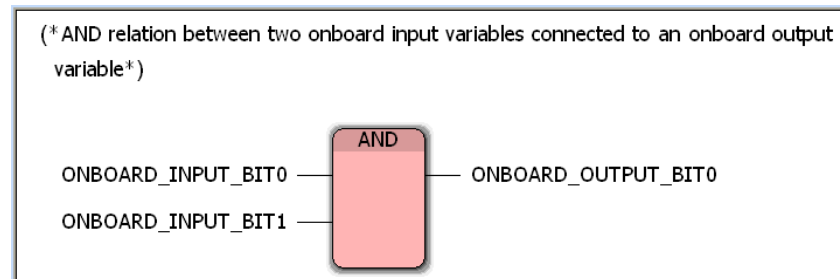 (*AND relation between two onboard input variables connected to an onboard output
variable*)
AND
ONBOARD_INPUT_BIT0
ONBOARD_OUTPUT_BIT0
ONBOARD_INPUT_BIT1